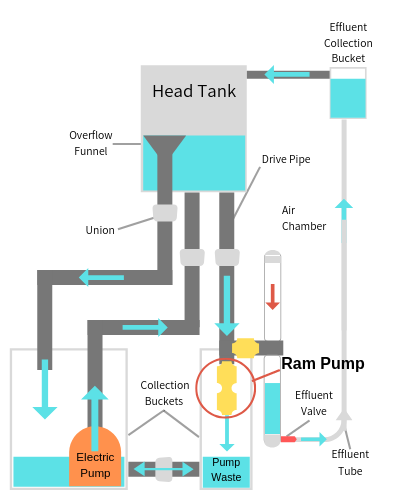 Effluent
Collection
Bucket
Head Tank
Overflow
Funnel
Drive Pipe
Air
Chamber
Union
Ram Pump
Collection
Buckets
Effluent
Valve
Electric
Pump
Pump
Waste
Effluent
Tube